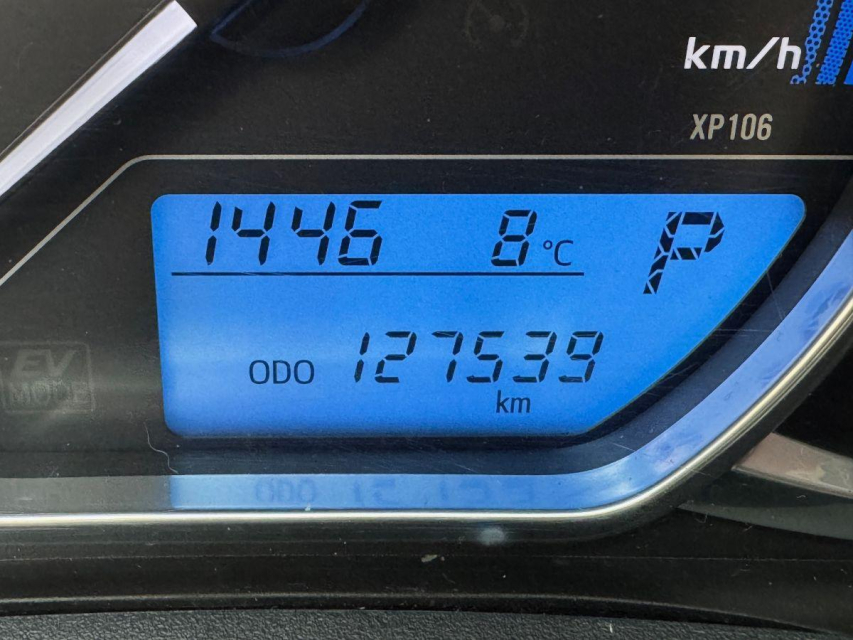 km/h
XP106
1446 8 °C P
ODO 127539
km
EV
MODE